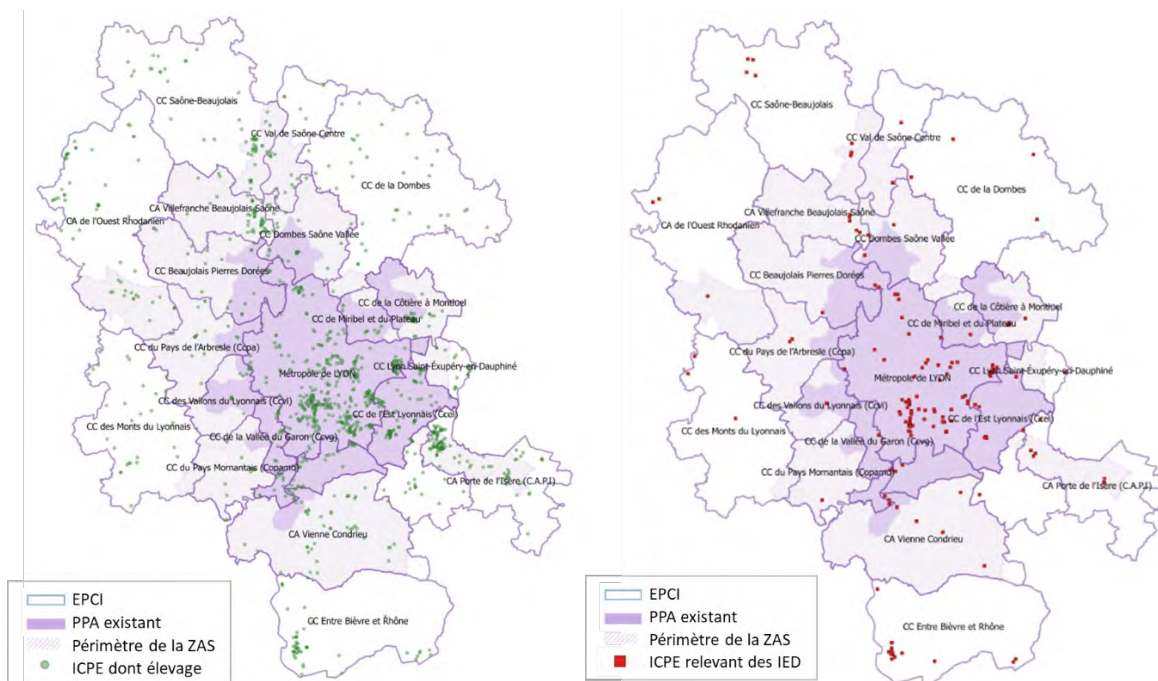 CC Saône-Beaujolais
CC Val de Saône Centre
CC de la Dombes
CA Villefranche Beaujolais Saône
CA de l'Ouest Rhodanien
CC Dombes Saône Vallée
CC Beaujolais Pierres Dorées
CC de la Côtière à Montluel
CC de Miribel et du Plateau
CC du Pays de l'Arbresle (Ccpa)
CC Lyon Saint-Exupéry-en-Dauphiné
Métropole de LYON
CC des Vallons du Lyonnais (Ccvl)
CC de l'Est Lyonnais (Ccel)
CC des Monts du Lyonnais
CC de la Vallée du Garon (Ccvg)
CC du Pays Mornantais (Copamo)
CA Porte de l'Isère (C.A.P.I)
CA Vienne Condrieu
CC Entre Bièvre et Rhône
EPCI
PPA existant
Périmètre de la ZAS
ICPE dont élevage
CC Saône-Beaujolais
CC Val de Saône Centre
CC de la Dombes
CA Villefranche Beaujolais Saône
CA de l'Ouest Rhodanien
CC Dombes Saône Vallée
CC Beaujolais Pierres Dorées
CC de la Côtière à Montluel
CC de Miribel et du Plateau
CC du Pays de l'Arbresle (Ccpa)
CC Lyon Saint-Exupéry-en-Dauphiné
Métropole de LYON
CC des Vallons du Lyonnais (Ccvl)
CC de l'Est Lyonnais (Ccel)
CC des Monts du Lyonnais
CC de la Vallée du Garon (Ccvg)
CC du Pays Mornantais (Copamo)
CA Porte de l'Isère (C.A.P.I)
CA Vienne Condrieu
CC Entre Bièvre et Rhône
EPCI
PPA existant
Périmètre de la ZAS
ICPE relevant des IED